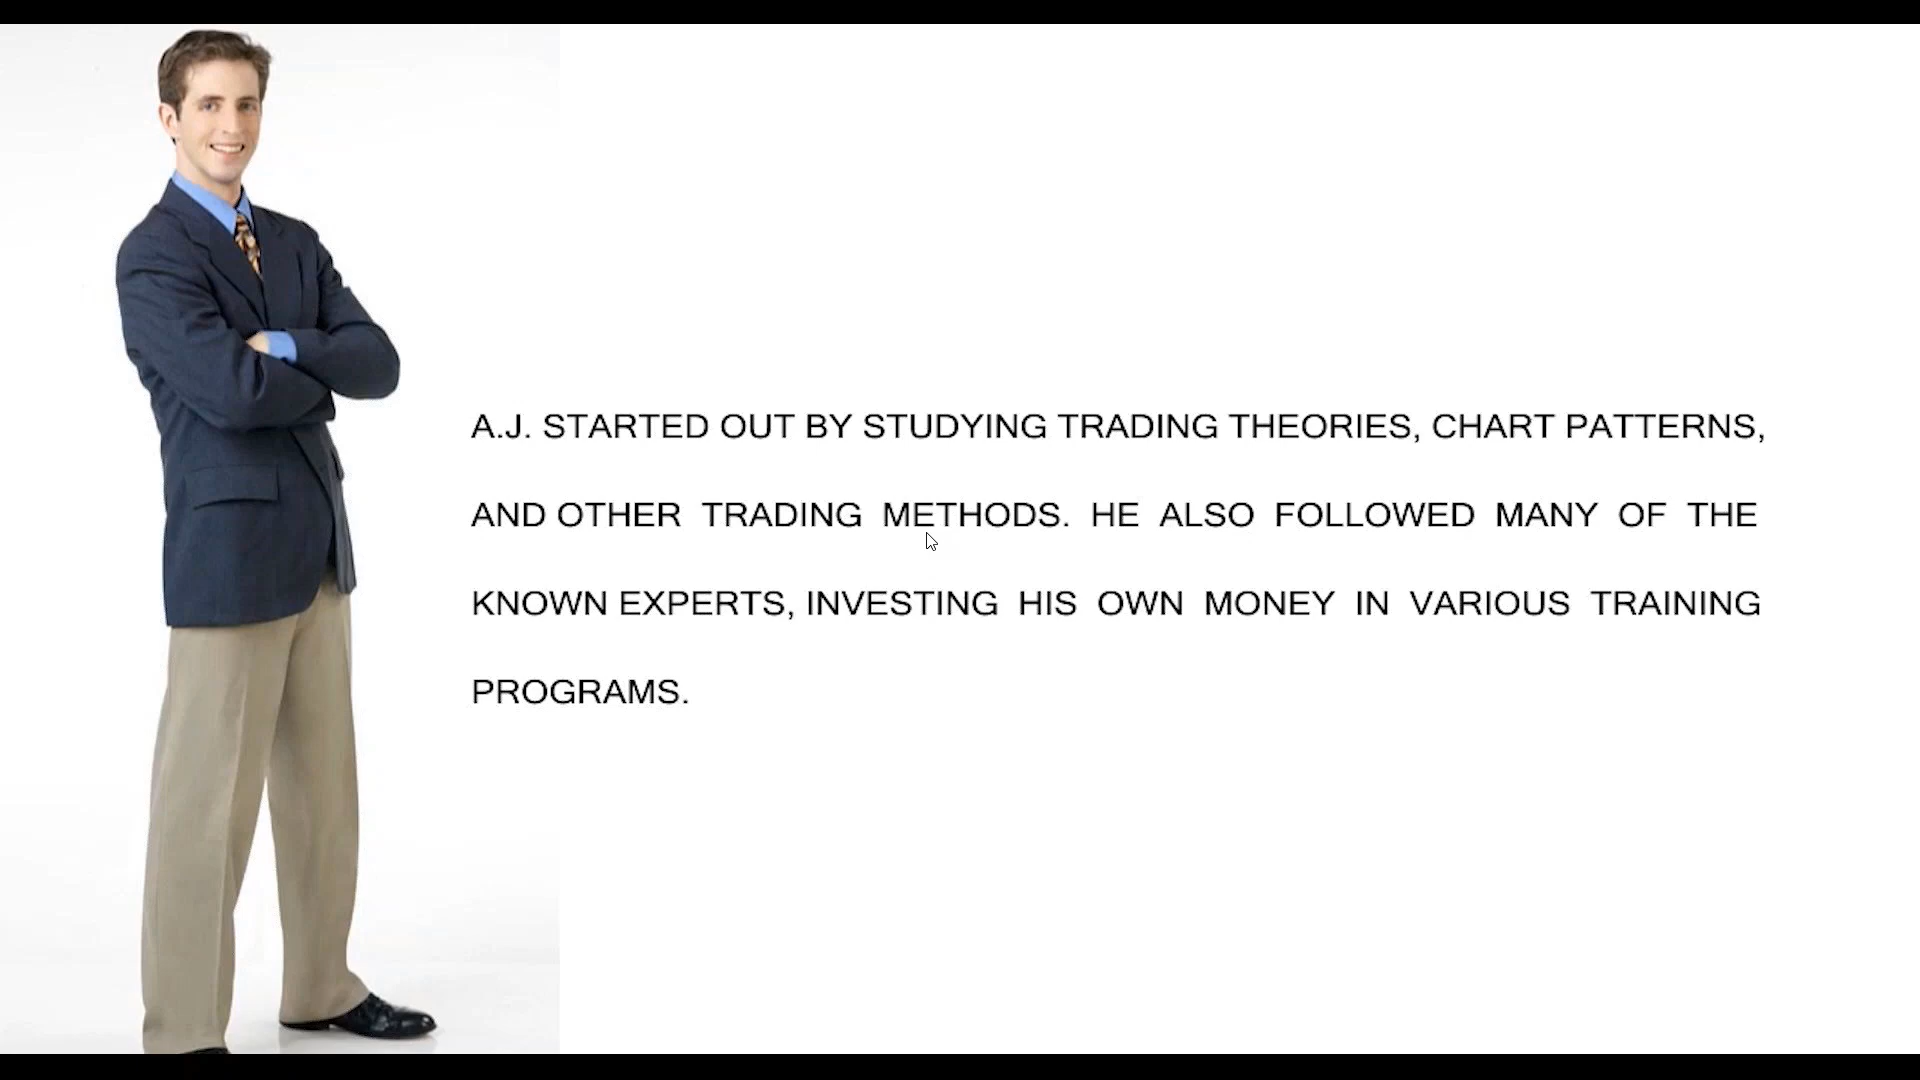 A.J. STARTED OUT BY STUDYING TRADING THEORIES, CHART PATTERNS,
AND OTHER TRADING METHODS. HE ALSO FOLLOWED MANY OF THE
KNOWN EXPERTS, INVESTING HIS OWN MONEY IN VARIOUS TRAINING
PROGRAMS.